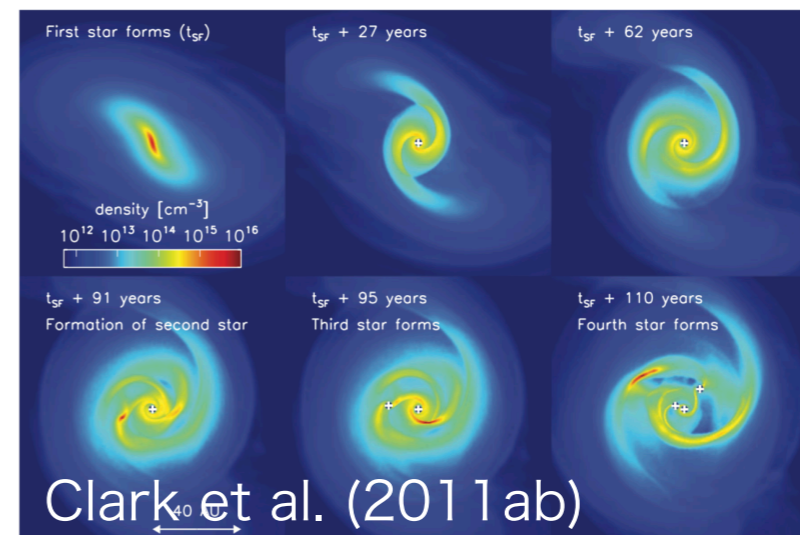 First star forms (tSF)
tSF + 27 years
tSF + 62 years
density [cm⁻³]
10¹² 10¹³ 10¹⁴ 10¹⁵ 10¹⁶
tSF + 91 years
Formation of second star
tSF + 95 years
Third star forms
tSF + 110 years
Fourth star forms
Clark et al. (2011ab)
40 AU